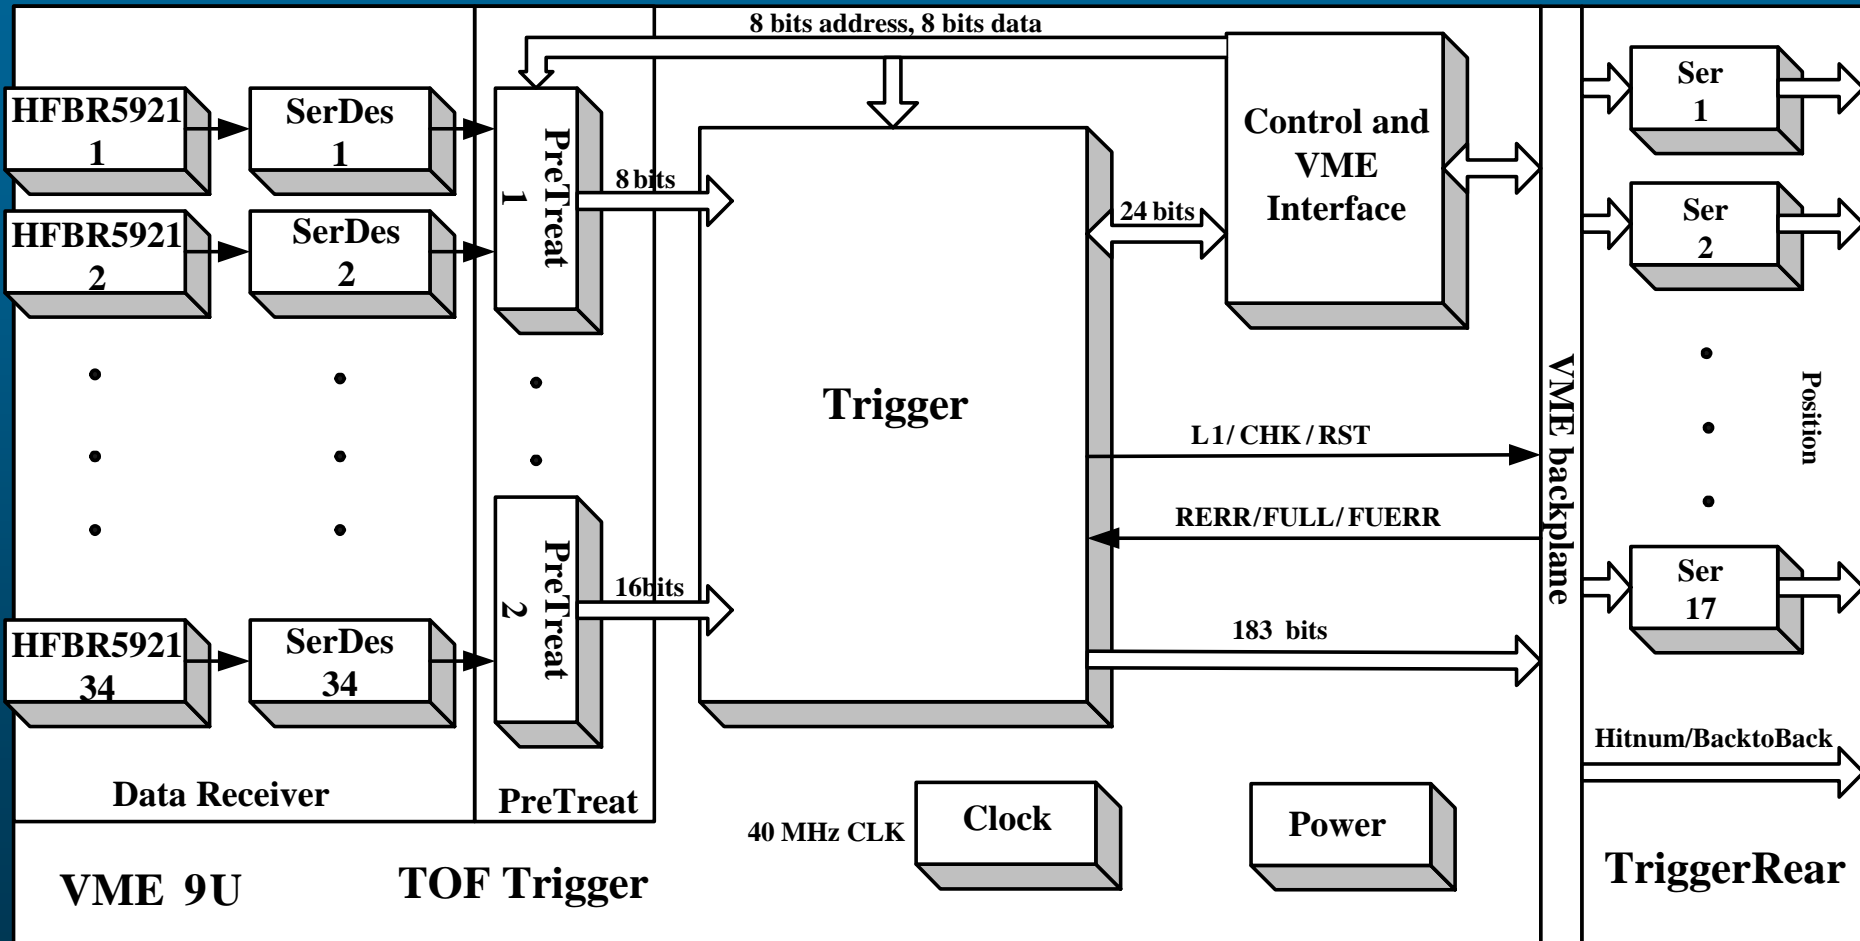 8 bits address, 8 bits data
HFBR5921
1
SerDes
1
PreTreat
1
8 bits
HFBR5921
2
SerDes
2
Control and
VME
Interface
24 bits
Ser
1
Ser
2
Trigger
L1/ CHK / RST
RERR/FULL/ FUERR
VME backplane
Position
PreTreat
2
16bits
HFBR5921
34
SerDes
34
183 bits
Ser
17
Hitnum/BacktoBack
Data Receiver
PreTreat
40 MHz CLK
Clock
Power
VME 9U
TOF Trigger
TriggerRear